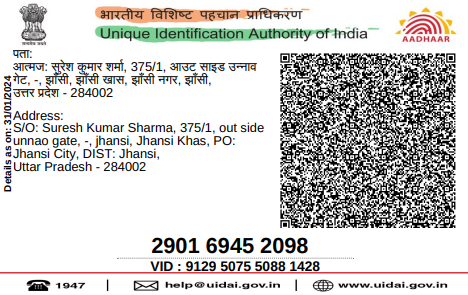 भारतीय विशिष्ट पहचान प्राधिकरण
Unique Identification Authority of India
AADHAAR
पता:
आत्मज: सुरेश कुमार शर्मा, 375/1, आउट साइड उन्नाव
गेट, -, झाँसी, झाँसी खास, झाँसी नगर, झाँसी,
उत्तर प्रदेश - 284002
Address:
S/O: Suresh Kumar Sharma, 375/1, out side
unnao gate, -, jhansi, Jhansi Khas, PO:
Jhansi City, DIST: Jhansi,
Uttar Pradesh - 284002
Details as on: 31/01/2024
2901 6945 2098
VID : 9129 5075 5088 1428
1947 | help@uidai.gov.in | www.uidai.gov.in